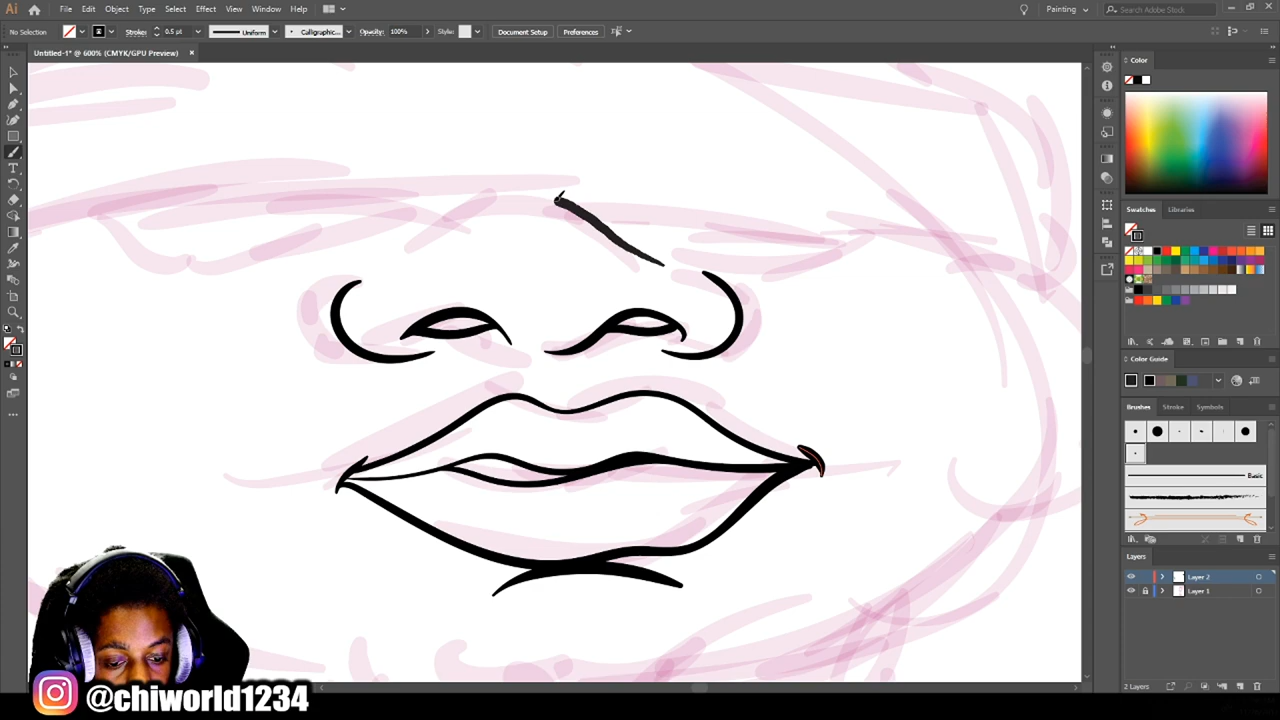 Ai File Edit Object Type Select Effect View Window Help Painting Search Adobe Stock
No Selection Stroke: 0.5 pt Uniform Calligraphic... Opacity: 100% Style: Document Setup Preferences
Untitled-1* @ 600% (CMYK/GPU Preview) ×
Color
Swatches Libraries
Color Guide
Brushes Stroke Symbols
Basic
Layers
Layer 2
Layer 1
2 Layers
@chiworld1234